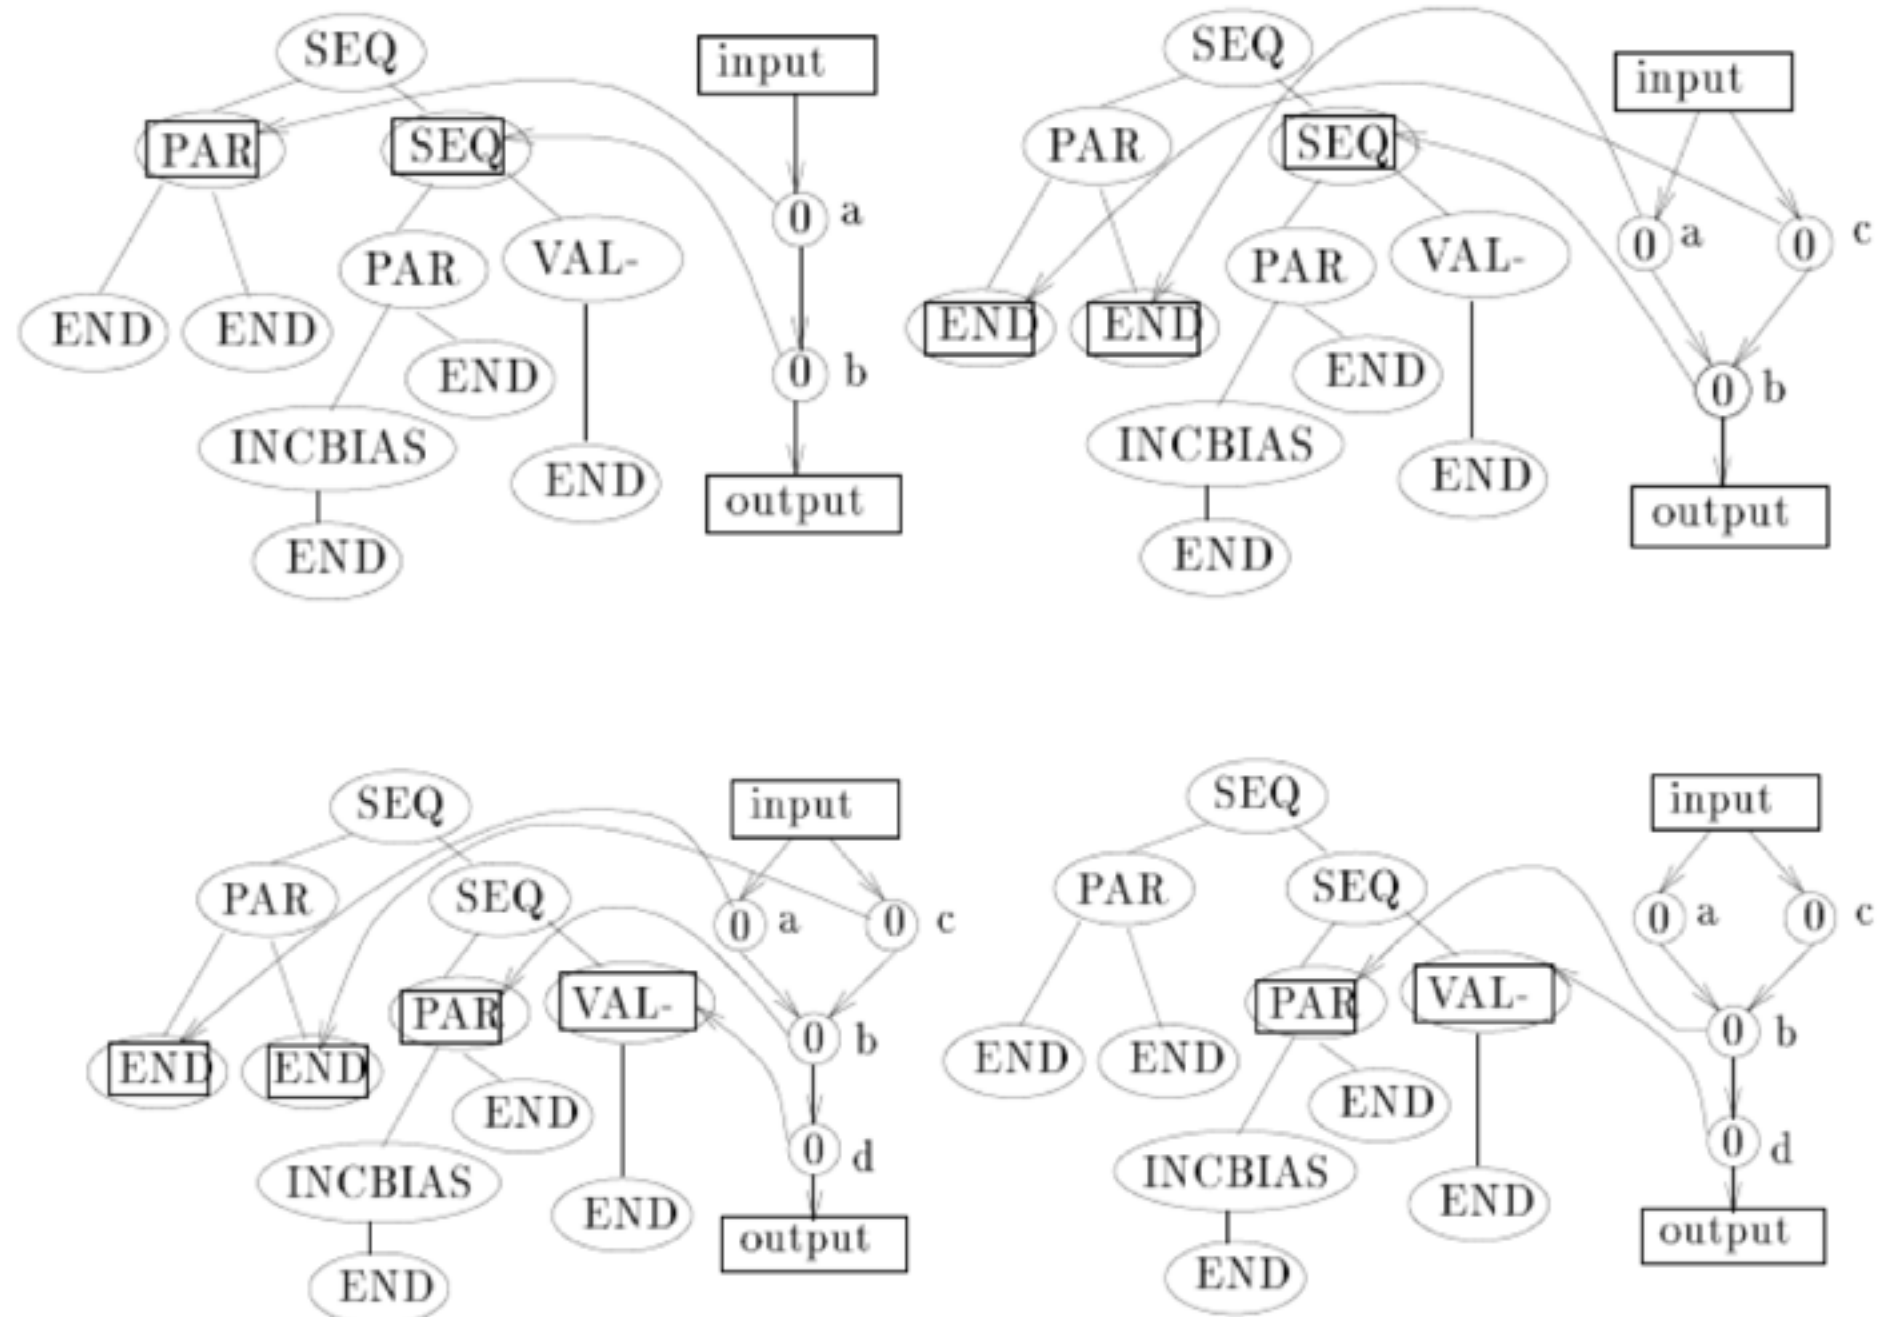 SEQ
input
PAR
SEQ
0 a
PAR
VAL-
END
END
END
0 b
INCBIAS
END
output
END
SEQ
input
PAR
SEQ
0 a
0 c
PAR
VAL-
END
END
END
0 b
INCBIAS
END
output
END
SEQ
input
PAR
SEQ
0 a
0 c
PAR
VAL-
0 b
END
END
END
0 d
INCBIAS
END
output
END
SEQ
input
PAR
SEQ
0 a
0 c
PAR
VAL-
0 b
END
END
END
0 d
INCBIAS
END
output
END